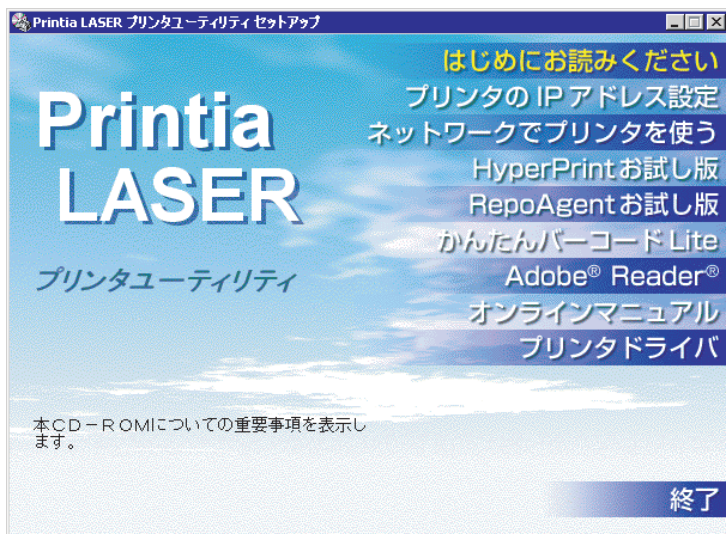 Printia LASER プリンタユーティリティ セットアップ
Printia
LASER
プリンタユーティリティ
はじめにお読みください
プリンタの IP アドレス設定
ネットワークでプリンタを使う
HyperPrintお試し版
RepoAgentお試し版
かんたんバーコード Lite
Adobe® Reader®
オンラインマニュアル
プリンタドライバ
本ＣＤ－ＲＯＭについての重要事項を表示し
ます。
終了